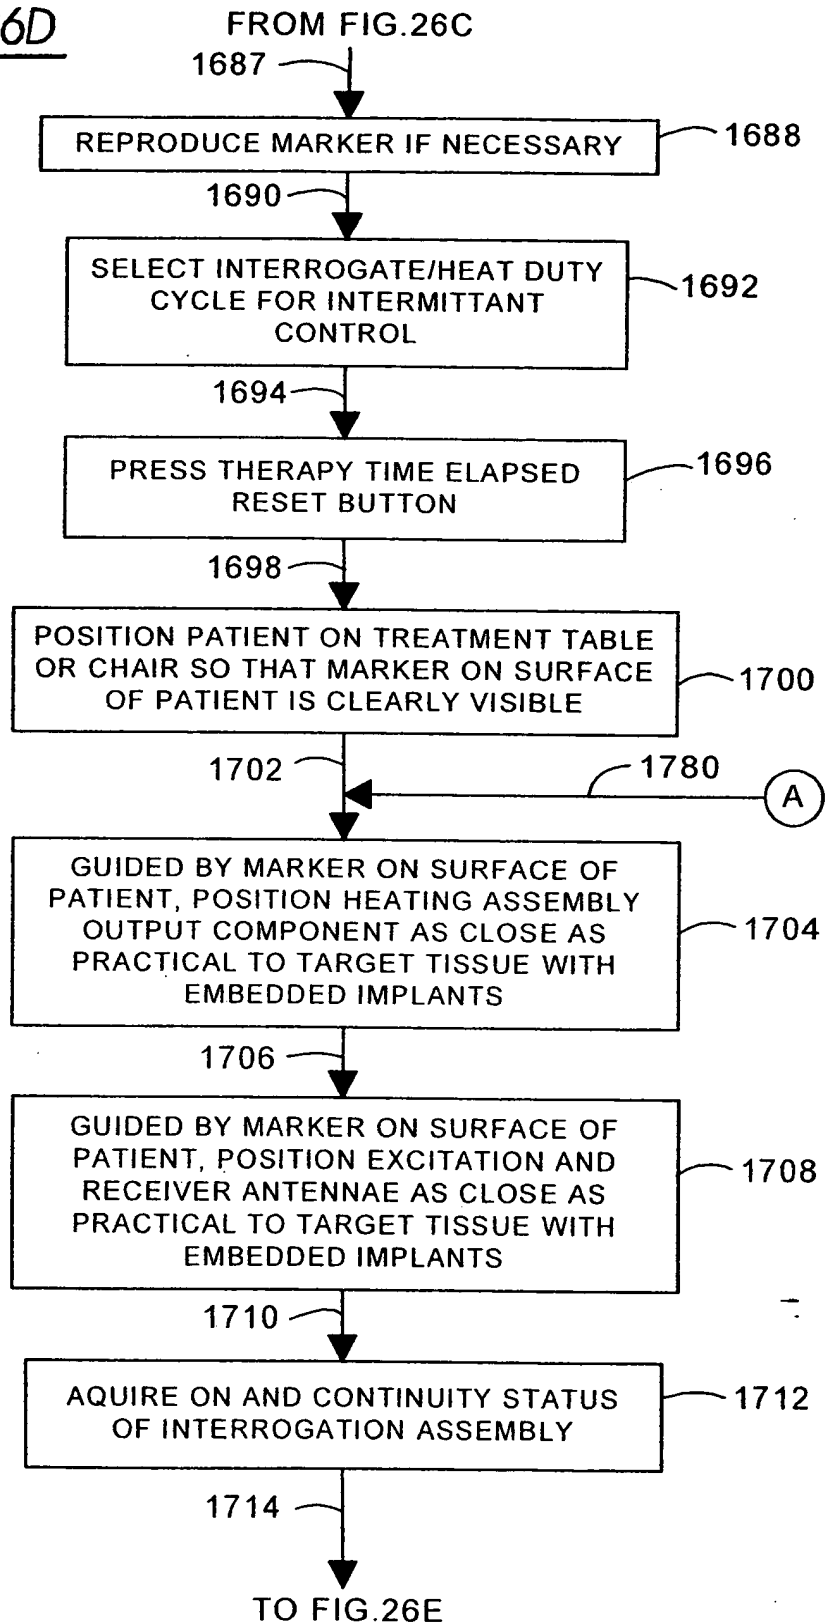 6D
FROM FIG.26C
1687
REPRODUCE MARKER IF NECESSARY
1688
1690
SELECT INTERROGATE/HEAT DUTY
CYCLE FOR INTERMITTANT
CONTROL
1692
1694
PRESS THERAPY TIME ELAPSED
RESET BUTTON
1696
1698
POSITION PATIENT ON TREATMENT TABLE
OR CHAIR SO THAT MARKER ON SURFACE
OF PATIENT IS CLEARLY VISIBLE
1700
1702
1780
A
GUIDED BY MARKER ON SURFACE OF
PATIENT, POSITION HEATING ASSEMBLY
OUTPUT COMPONENT AS CLOSE AS
PRACTICAL TO TARGET TISSUE WITH
EMBEDDED IMPLANTS
1704
1706
GUIDED BY MARKER ON SURFACE OF
PATIENT, POSITION EXCITATION AND
RECEIVER ANTENNAE AS CLOSE AS
PRACTICAL TO TARGET TISSUE WITH
EMBEDDED IMPLANTS
1708
1710
AQUIRE ON AND CONTINUITY STATUS
OF INTERROGATION ASSEMBLY
1712
1714
TO FIG.26E